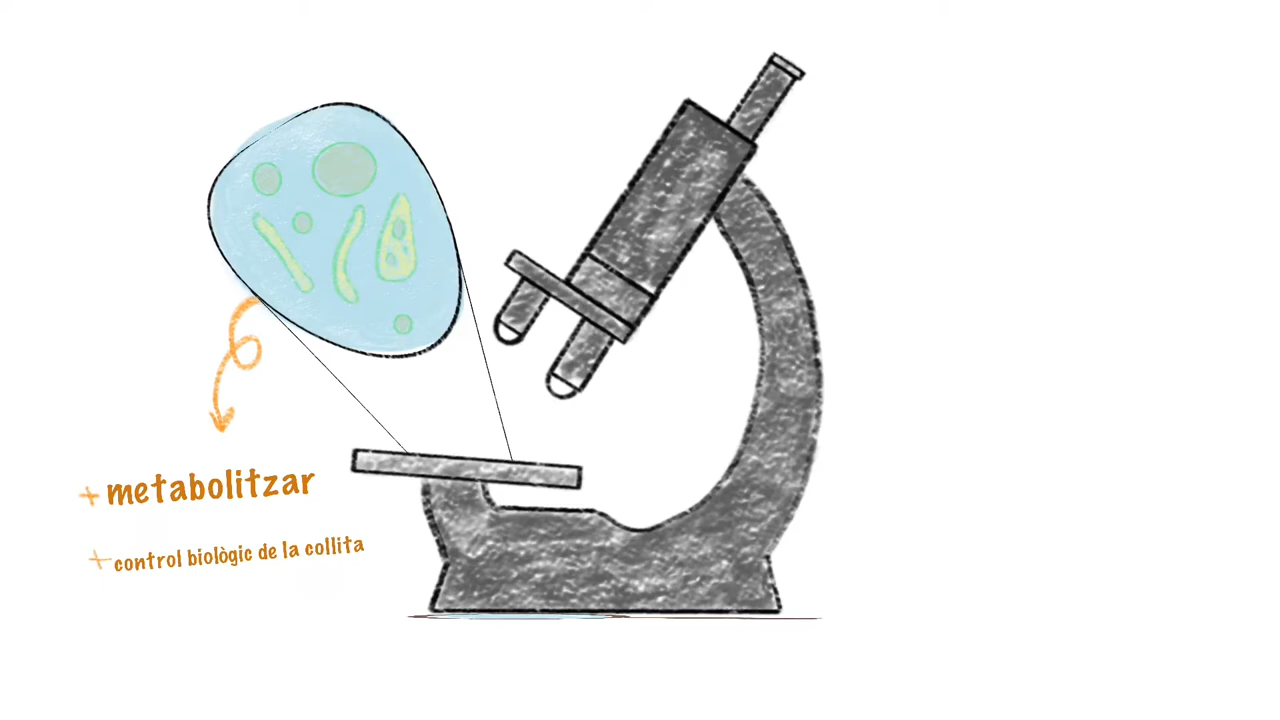 + metabolitzar
+ control biològic de la collita